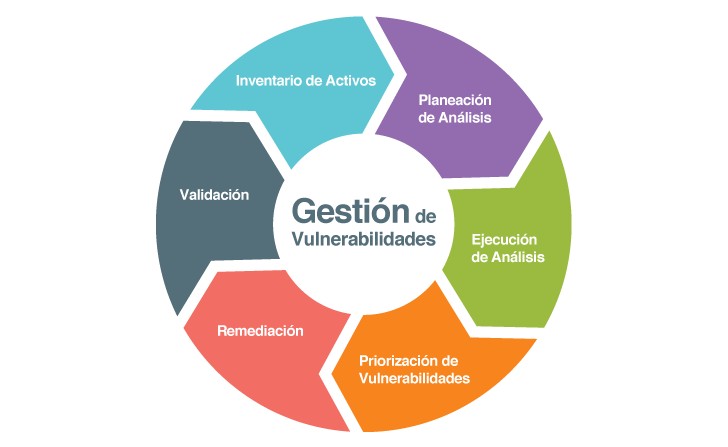 Inventario de Activos
Planeación
de Análisis
Ejecución
de Análisis
Priorización de
Vulnerabilidades
Remediación
Validación
Gestión de
Vulnerabilidades